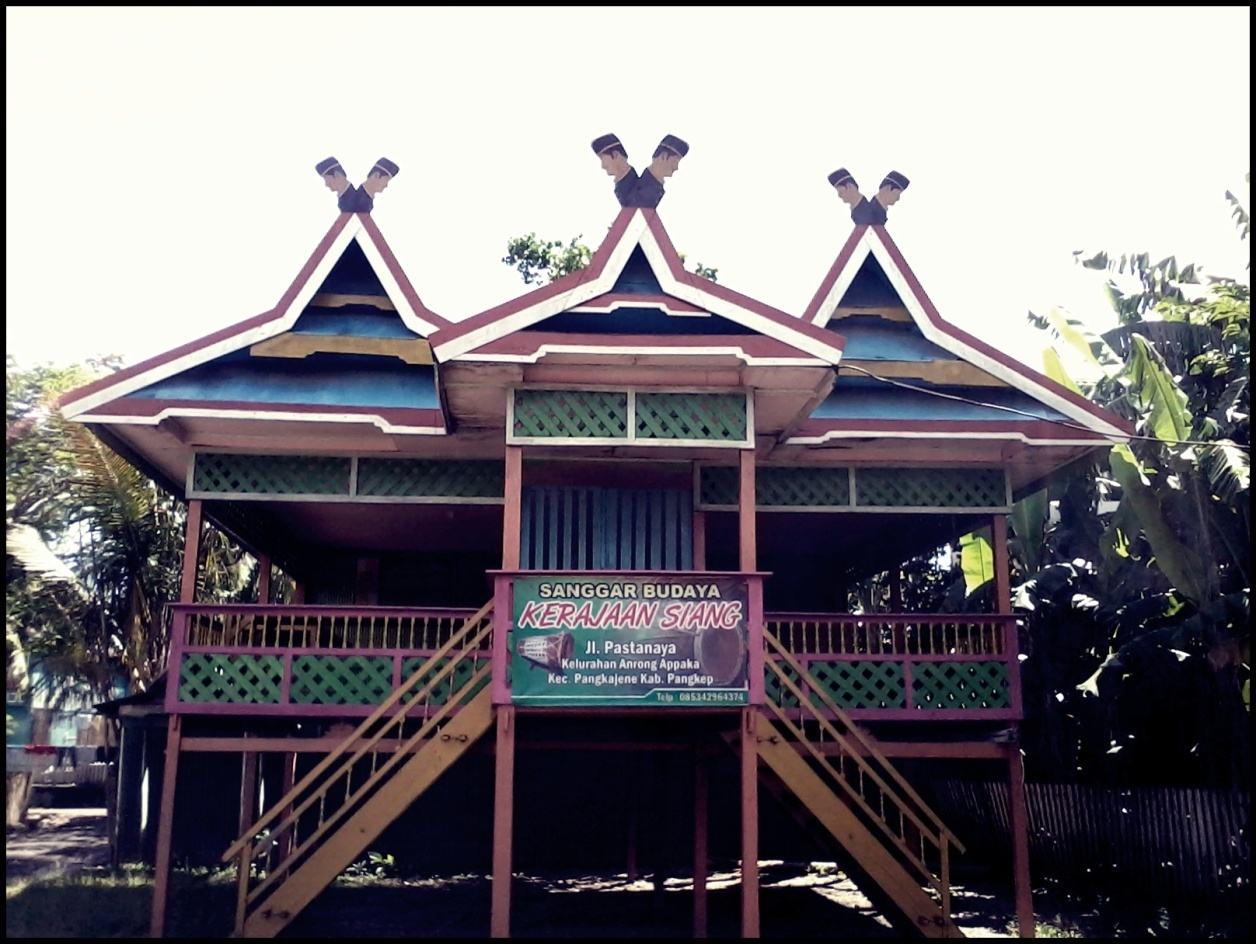 SANGGAR BUDAYA
KERAJAAN SIANG
Jl. Pastanaya
Kelurahan Anrong Appaka
Kec. Pangkajene Kab. Pangkep
Telp 085342964374